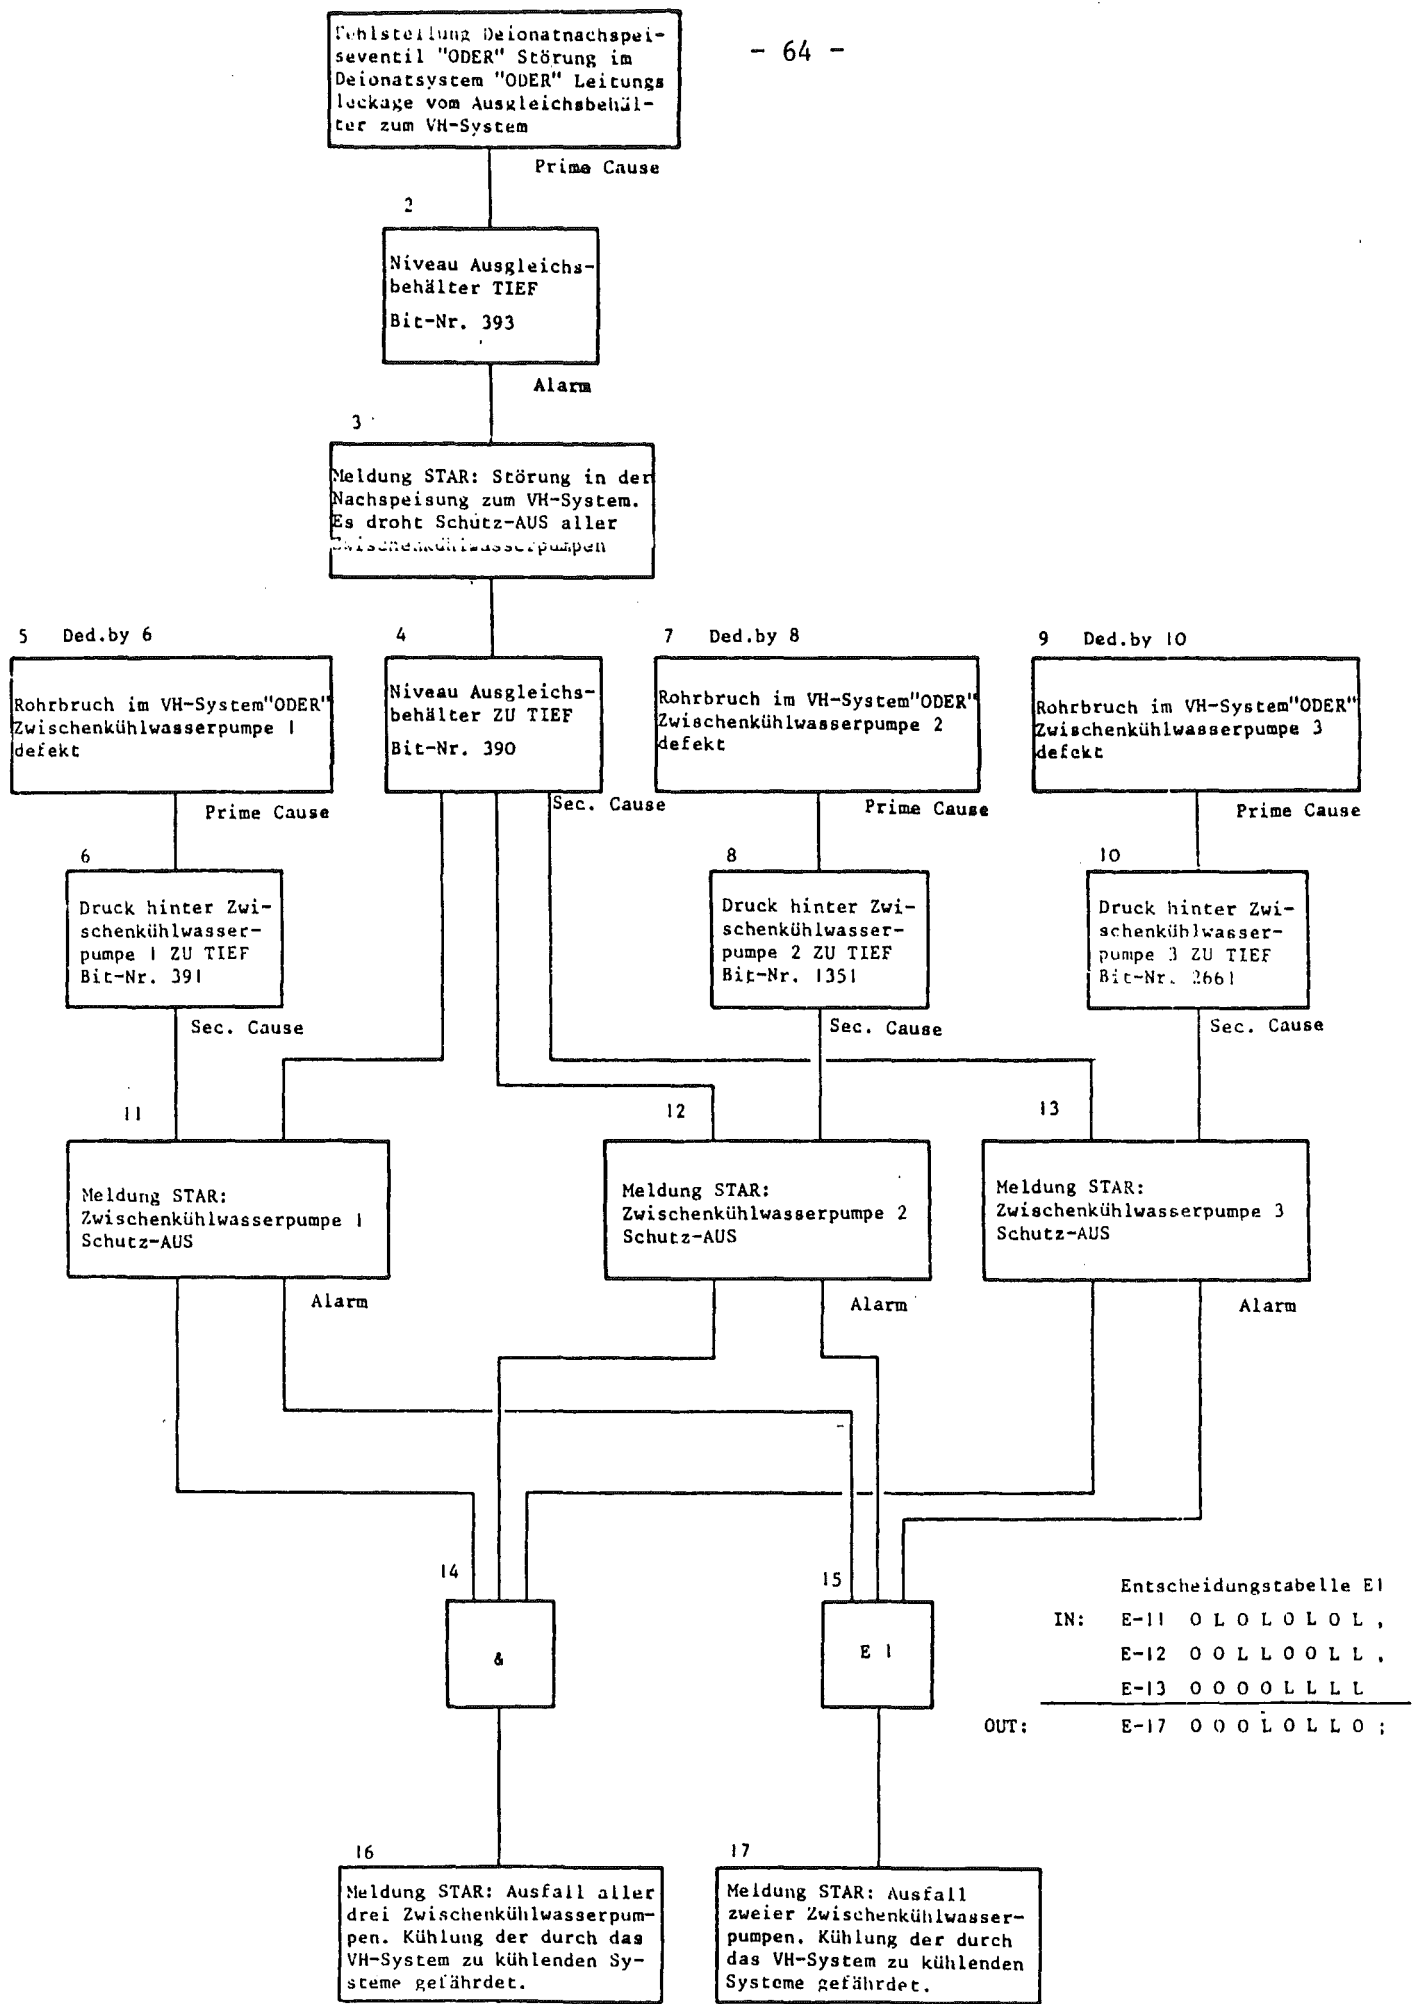 - 64 -
Fehlstellung Deionatnachspei-
seventil "ODER" Störung im
Deionatsystem "ODER" Leitungs
leckage vom Ausgleichsbehäl-
ter zum VH-System
Prime Cause
2
Niveau Ausgleichs-
behälter TIEF
Bit-Nr. 393
Alarm
3
Meldung STAR: Störung in der
Nachspeisung zum VH-System.
Es droht Schutz-AUS aller
Zwischenkühlwasserpumpen
5 Ded.by 6
Rohrbruch im VH-System"ODER"
Zwischenkühlwasserpumpe 1
defekt
Prime Cause
4
Niveau Ausgleichs-
behälter ZU TIEF
Bit-Nr. 390
Sec. Cause
7 Ded.by 8
Rohrbruch im VH-System"ODER"
Zwischenkühlwasserpumpe 2
defekt
Prime Cause
9 Ded.by 10
Rohrbruch im VH-System"ODER"
Zwischenkühlwasserpumpe 3
defekt
Prime Cause
6
Druck hinter Zwi-
schenkühlwasser-
pumpe 1 ZU TIEF
Bit-Nr. 391
Sec. Cause
8
Druck hinter Zwi-
schenkühlwasser-
pumpe 2 ZU TIEF
Bit-Nr. 1351
Sec. Cause
10
Druck hinter Zwi-
schenkühlwasser-
pumpe 3 ZU TIEF
Bit-Nr. 2661
Sec. Cause
11
Meldung STAR:
Zwischenkühlwasserpumpe 1
Schutz-AUS
Alarm
12
Meldung STAR:
Zwischenkühlwasserpumpe 2
Schutz-AUS
Alarm
13
Meldung STAR:
Zwischenkühlwasserpumpe 3
Schutz-AUS
Alarm
14
&
15
E 1
Entscheidungstabelle E1
IN: E-11 O L O L O L O L ,
E-12 O O L L O O L L ,
E-13 O O O O L L L L
OUT: E-17 O O O L O L L O ;
16
Meldung STAR: Ausfall aller
drei Zwischenkühlwasserpum-
pen. Kühlung der durch das
VH-System zu kühlenden Sy-
steme gefährdet.
17
Meldung STAR: Ausfall
zweier Zwischenkühlwasser-
pumpen. Kühlung der durch
das VH-System zu kühlenden
Systeme gefährdet.